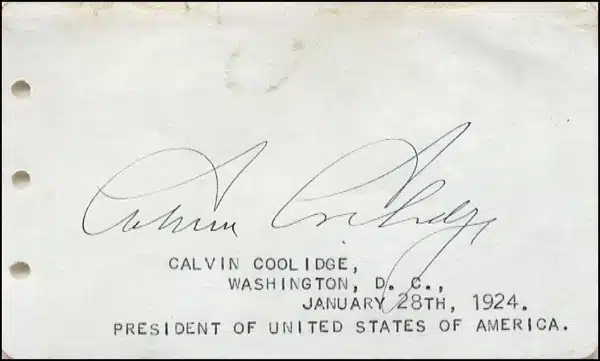 Calvin Coolidge
CALVIN COOLIDGE,
WASHINGTON, D. C.,
JANUARY 28TH, 1924.
PRESIDENT OF UNITED STATES OF AMERICA.